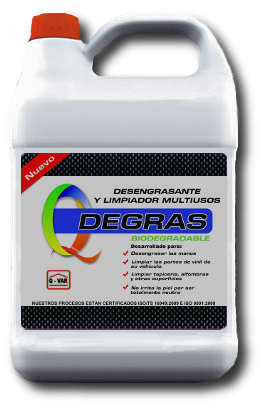 Nuevo
DESENGRASANTE
Y LIMPIADOR MULTIUSOS
Q DEGRAS
BIODEGRADABLE
Desarrollado para:
Desengrasar las manos
Limpiar las partes de vinil de
su vehículo.
Limpiar tapicería, alfombras
y otras superficies
No irrita la piel por ser
totalmente neutro
Q-VAR
NUESTROS PROCESOS ESTAN CERTIFICADOS ISO/TS 16949:2009 E ISO 9001:2008